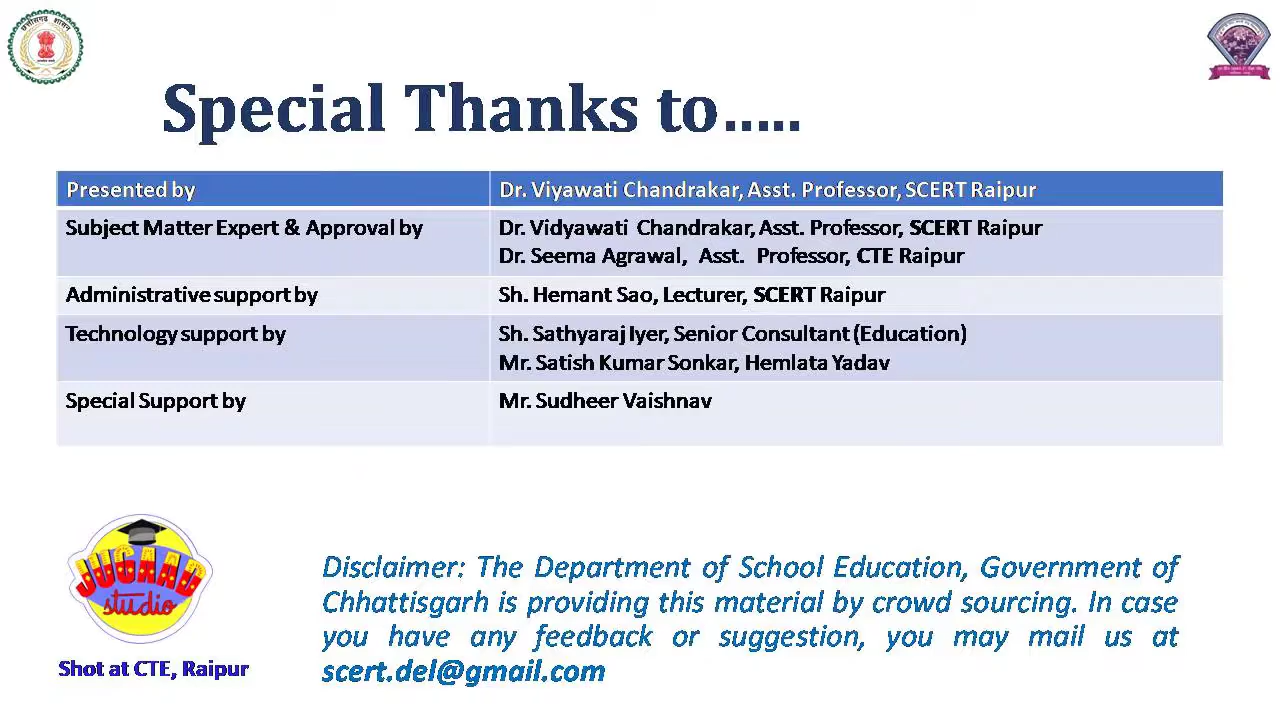 छत्तीसगढ़ शासन
Special Thanks to.....
Presented by Dr. Viyawati Chandrakar, Asst. Professor, SCERT Raipur
Subject Matter Expert & Approval by Dr. Vidyawati Chandrakar, Asst. Professor, SCERT Raipur
Dr. Seema Agrawal, Asst. Professor, CTE Raipur
Administrative support by Sh. Hemant Sao, Lecturer, SCERT Raipur
Technology support by Sh. Sathyaraj Iyer, Senior Consultant (Education)
Mr. Satish Kumar Sonkar, Hemlata Yadav
Special Support by Mr. Sudheer Vaishnav
JUGAAD
studio
Shot at CTE, Raipur
Disclaimer: The Department of School Education, Government of
Chhattisgarh is providing this material by crowd sourcing. In case
you have any feedback or suggestion, you may mail us at
scert.del@gmail.com